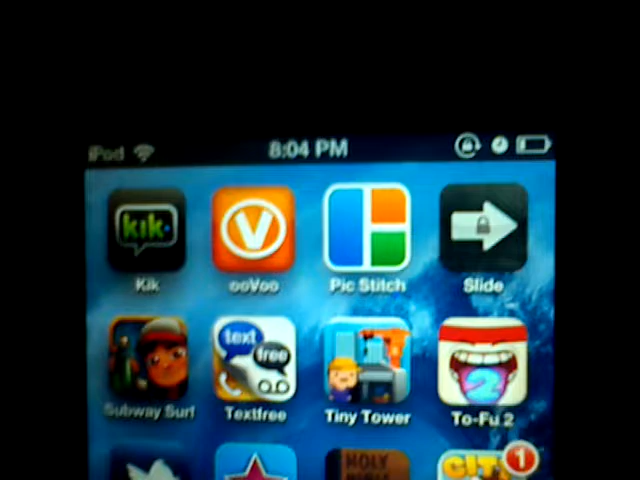 iPod 8:04 PM
kik
V
Kik ooVoo Pic Stitch Slide
text
free
2
Subway Surf Textfree Tiny Tower To-Fu 2
HOLY
1